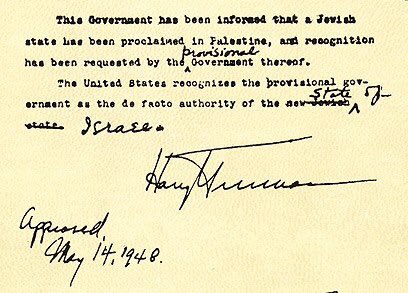 This Government has been informed that a Jewish
state has been proclaimed in Palestine, and recognition
has been requested by the provisional Government thereof.
The United States recognizes the provisional gov-
ernment as the de facto authority of the new Jewish State of
state. Israel.
Harry Truman
Approved,
May 14, 1948.